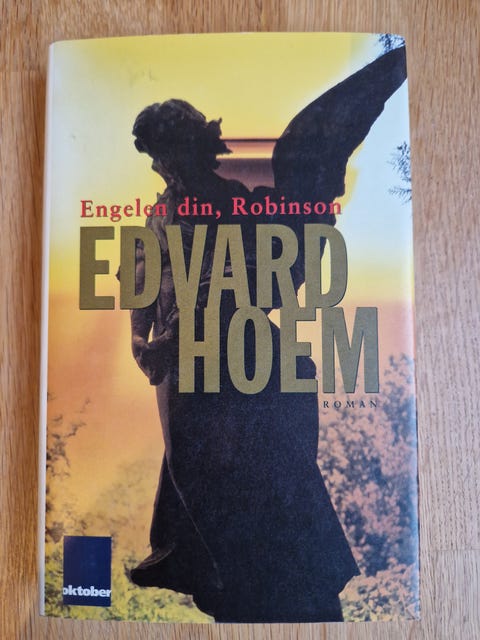 Engelen din, Robinson
EDVARD
HOEM
ROMAN
oktober